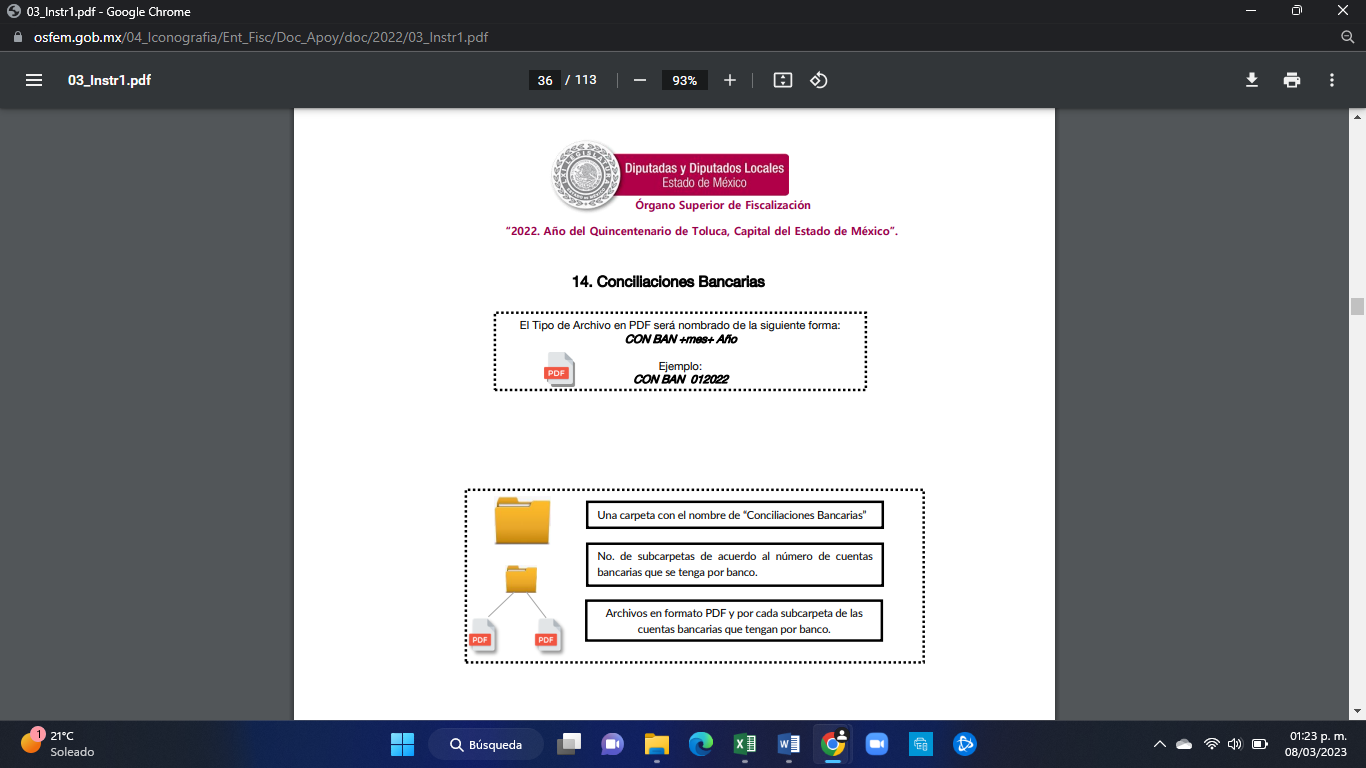 03_Instr1.pdf - Google Chrome
osfem.gob.mx/04_Iconografia/Ent_Fisc/Doc_Apoy/doc/2022/03_Instr1.pdf
03_Instr1.pdf
36 / 113
93%
Diputadas y Diputados Locales
Estado de México
Órgano Superior de Fiscalización
“2022. Año del Quincentenario de Toluca, Capital del Estado de México”.
14. Conciliaciones Bancarias
El Tipo de Archivo en PDF será nombrado de la siguiente forma:
CON BAN +mes+ Año
Ejemplo:
PDF
CON BAN 012022
Una carpeta con el nombre de “Conciliaciones Bancarias”
No. de subcarpetas de acuerdo al número de cuentas
bancarias que se tenga por banco.
Archivos en formato PDF y por cada subcarpeta de las
cuentas bancarias que tengan por banco.
PDF
PDF
1
21°C
Soleado
Búsqueda
01:23 p. m.
08/03/2023